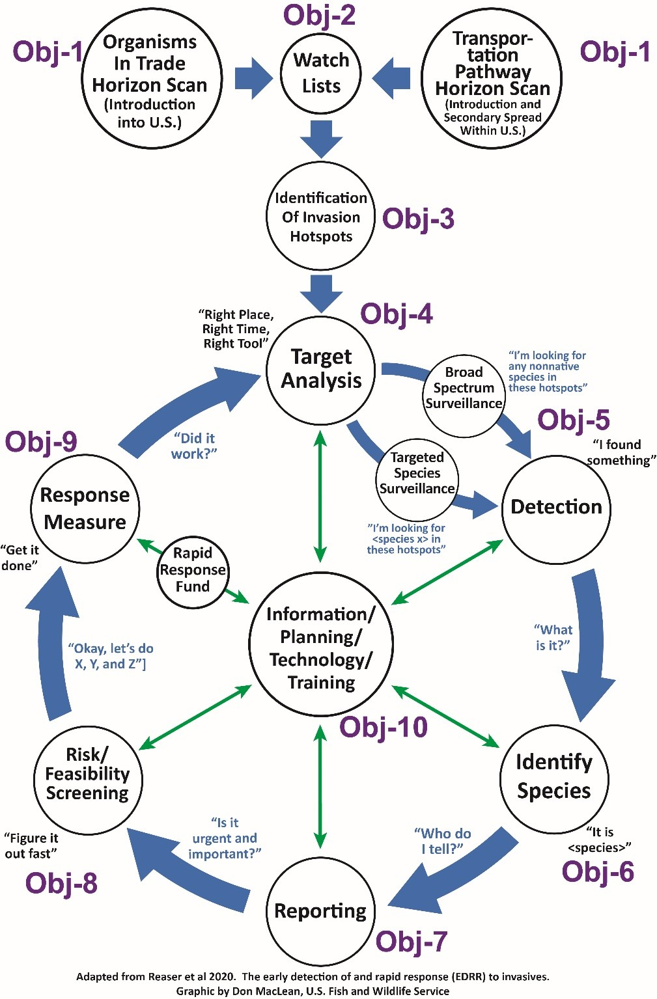 Obj-2
Obj-1
Organisms
In Trade
Horizon Scan
(Introduction
into U.S.)
Watch
Lists
Transpor-
tation
Pathway
Horizon Scan
(Introduction and
Secondary Spread
Within U.S.)
Obj-1
Identification
Of Invasion
Hotspots
Obj-3
“Right Place,
Right Time,
Right Tool”
Target
Analysis
Obj-4
Broad
Spectrum
Surveillance
“I’m looking for
any nonnative
species in
these hotspots”
Obj-5
Targeted
Species
Surveillance
”I’m looking for
<species x> in
these hotspots”
“I found
something”
Detection
“Did it
work?”
Obj-9
Response
Measure
“Get it
done”
Rapid
Response
Fund
Information/
Planning/
Technology/
Training
Obj-10
“What
is it?”
“Okay, let’s do
X, Y, and Z”]
Identify
Species
“It is
<species>”
Obj-6
Risk/
Feasibility
Screening
“Figure it
out fast”
Obj-8
“Is it
urgent and
important?”
“Who do
I tell?”
Reporting
Obj-7
Adapted from Reaser et al 2020. The early detection of and rapid response (EDRR) to invasives.
Graphic by Don MacLean, U.S. Fish and Wildlife Service